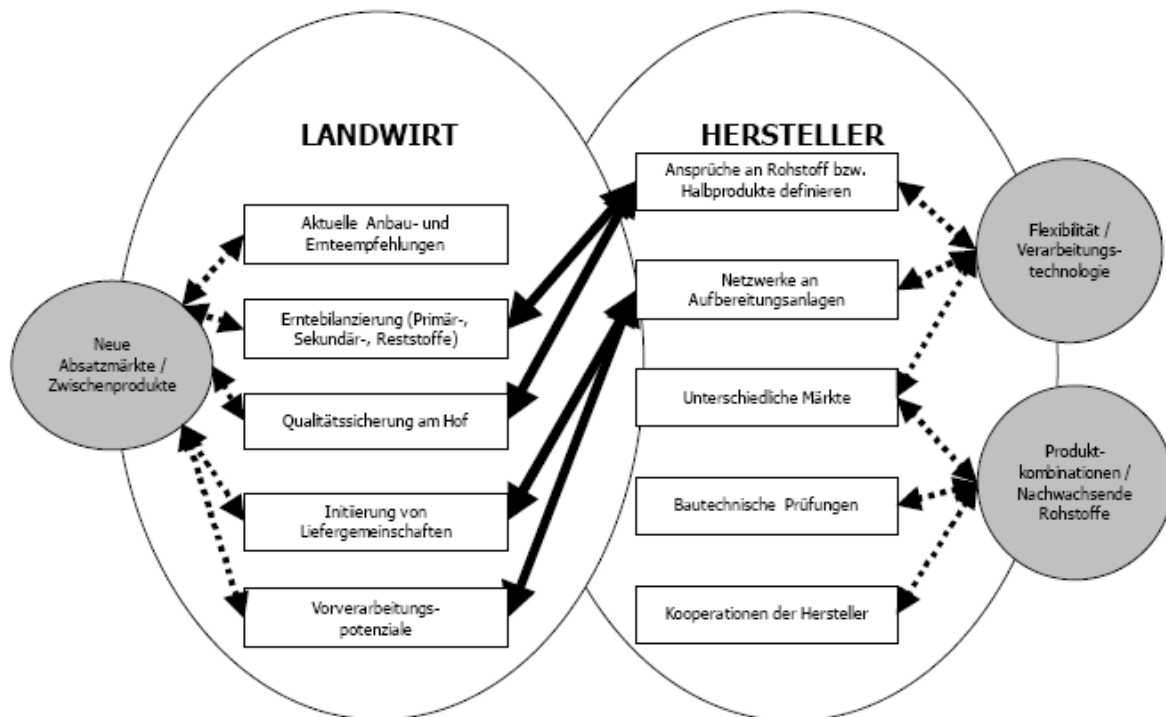 LANDWIRT
Aktuelle Anbau- und
Ernteempfehlungen
Erntebilanzierung (Primär-,
Sekundär-, Reststoffe)
Qualitätssicherung am Hof
Initiierung von
Liefergemeinschaften
Vorverarbeitungs-
potenziale
Neue
Absatzmärkte /
Zwischenprodukte
HERSTELLER
Ansprüche an Rohstoff bzw.
Halbprodukte definieren
Netzwerke an
Aufbereitungsanlagen
Unterschiedliche Märkte
Bautechnische Prüfungen
Kooperationen der Hersteller
Flexibilität /
Verarbeitungs-
technologie
Produkt-
kombinationen /
Nachwachsende
Rohstoffe